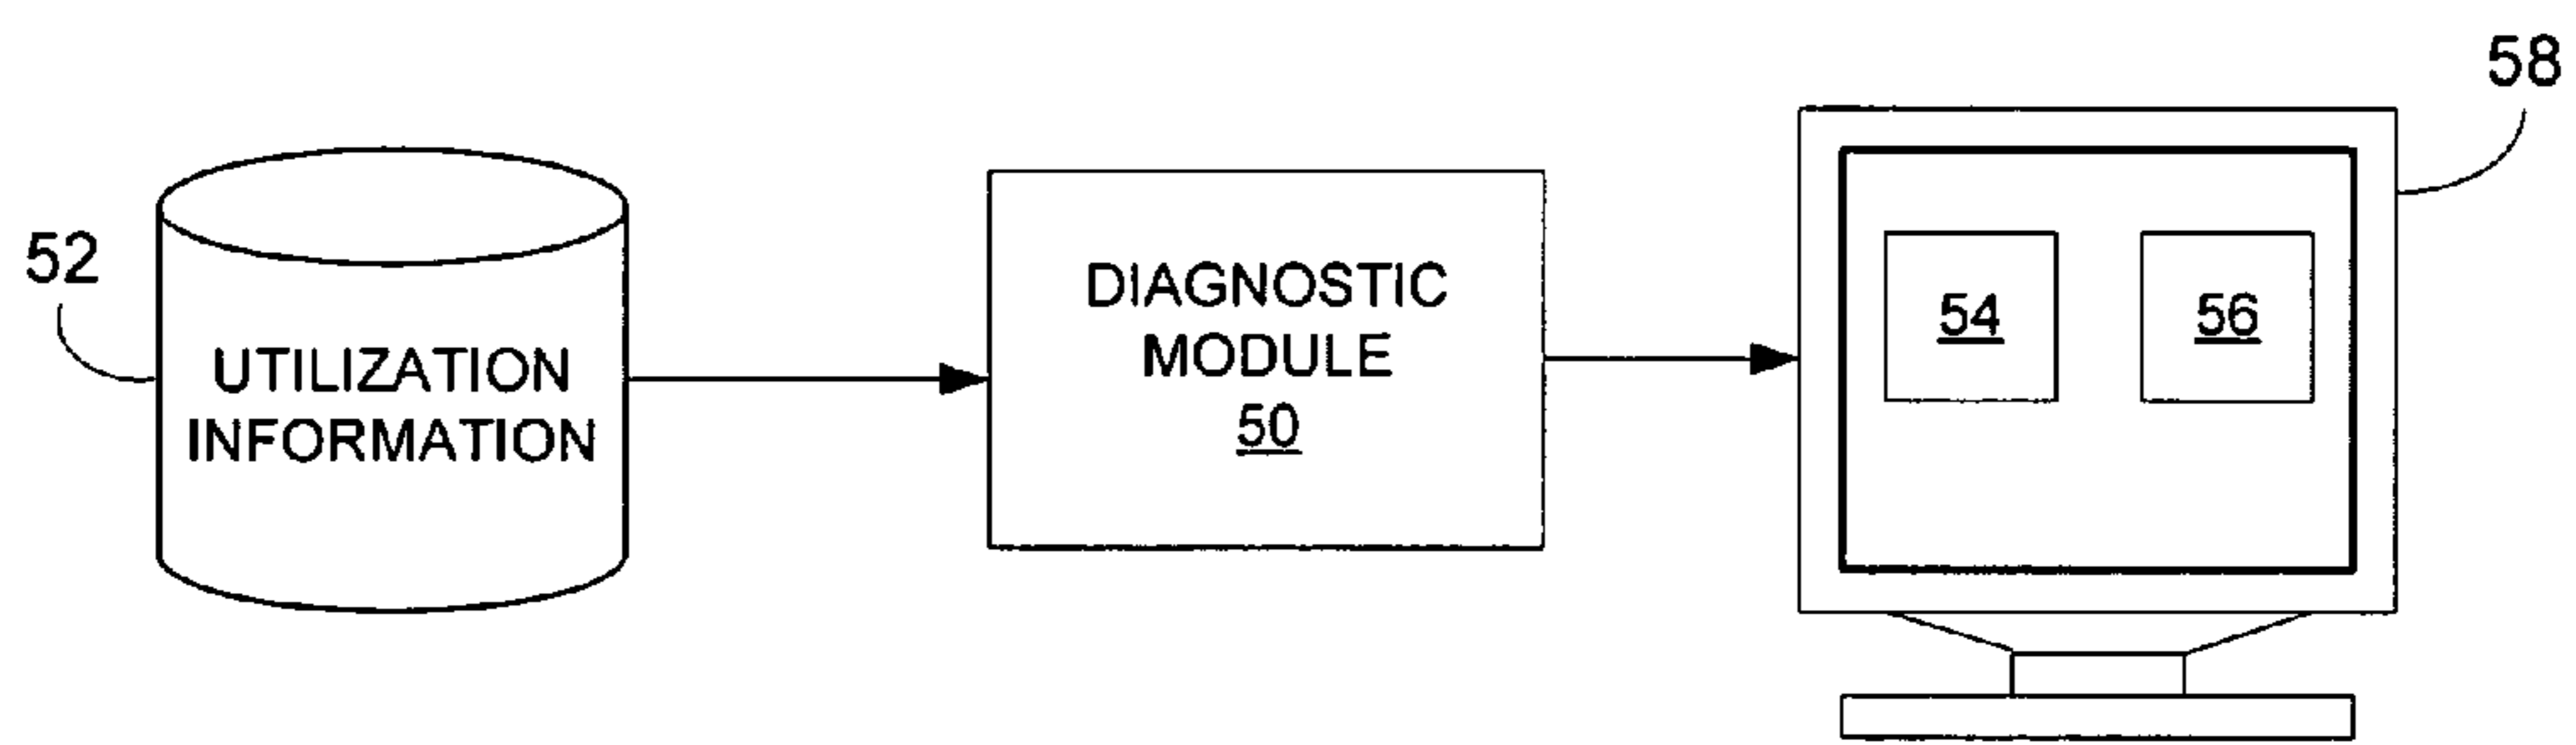 58
52
UTILIZATION
INFORMATION
DIAGNOSTIC
MODULE
50
54
56